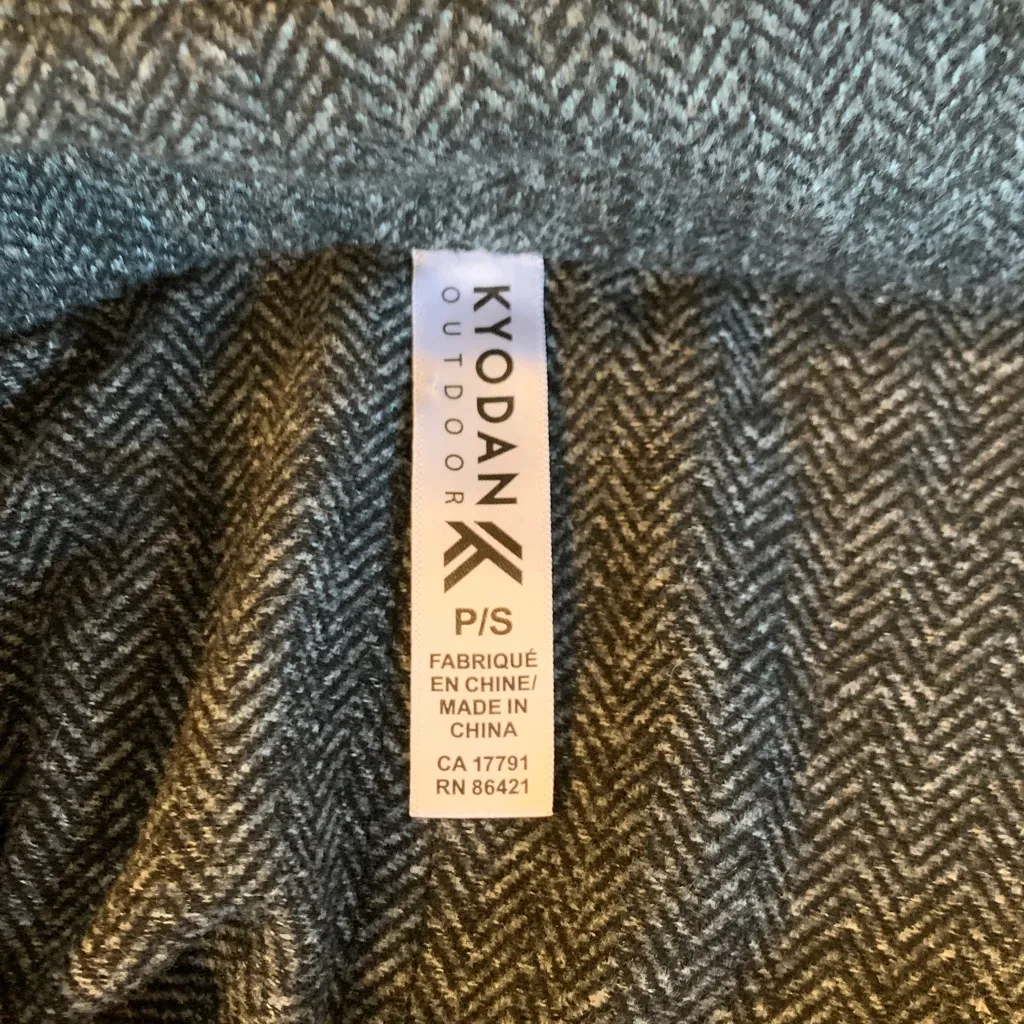 KYODAN
OUTDOOR
P/S
FABRIQUÉ
EN CHINE/
MADE IN
CHINA
CA 17791
RN 86421